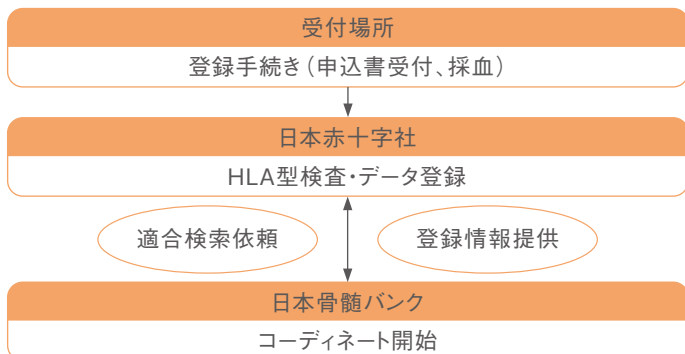 受付場所
登録手続き（申込書受付、採血）
日本赤十字社
HLA型検査・データ登録
適合検索依頼
登録情報提供
日本骨髄バンク
コーディネート開始